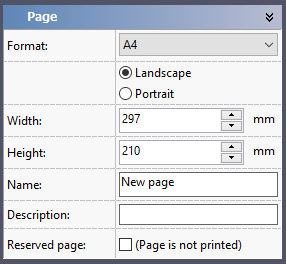 Page
Format: A4
Landscape
Portrait
Width: 297 mm
Height: 210 mm
Name: New page
Description:
Reserved page: (Page is not printed)